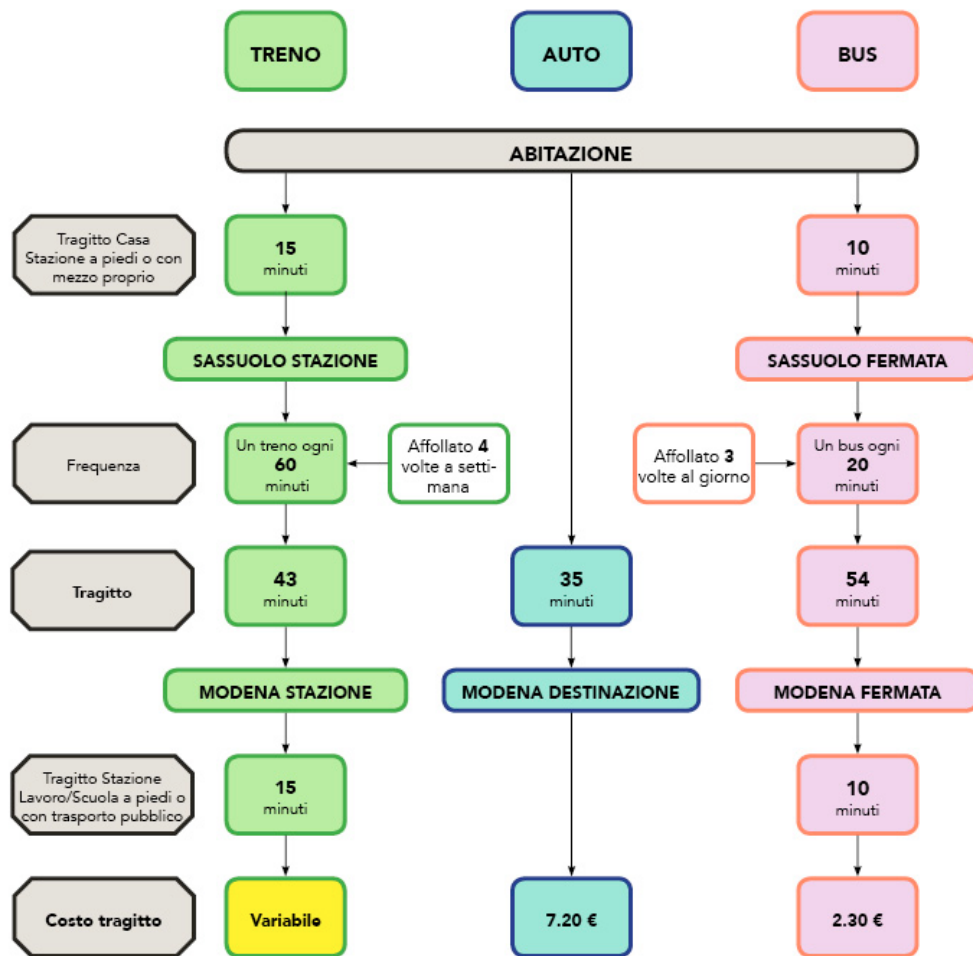 TRENO
AUTO
BUS
ABITAZIONE
Tragitto Casa
Stazione a piedi o con
mezzo proprio
15
minuti
10
minuti
SASSUOLO STAZIONE
SASSUOLO FERMATA
Frequenza
Un treno ogni
60
minuti
Affollato 4
volte a setti-
mana
Affollato 3
volte al giorno
Un bus ogni
20
minuti
Tragitto
43
minuti
35
minuti
54
minuti
MODENA STAZIONE
MODENA DESTINAZIONE
MODENA FERMATA
Tragitto Stazione
Lavoro/Scuola a piedi o
con trasporto pubblico
15
minuti
10
minuti
Costo tragitto
Variabile
7.20 €
2.30 €